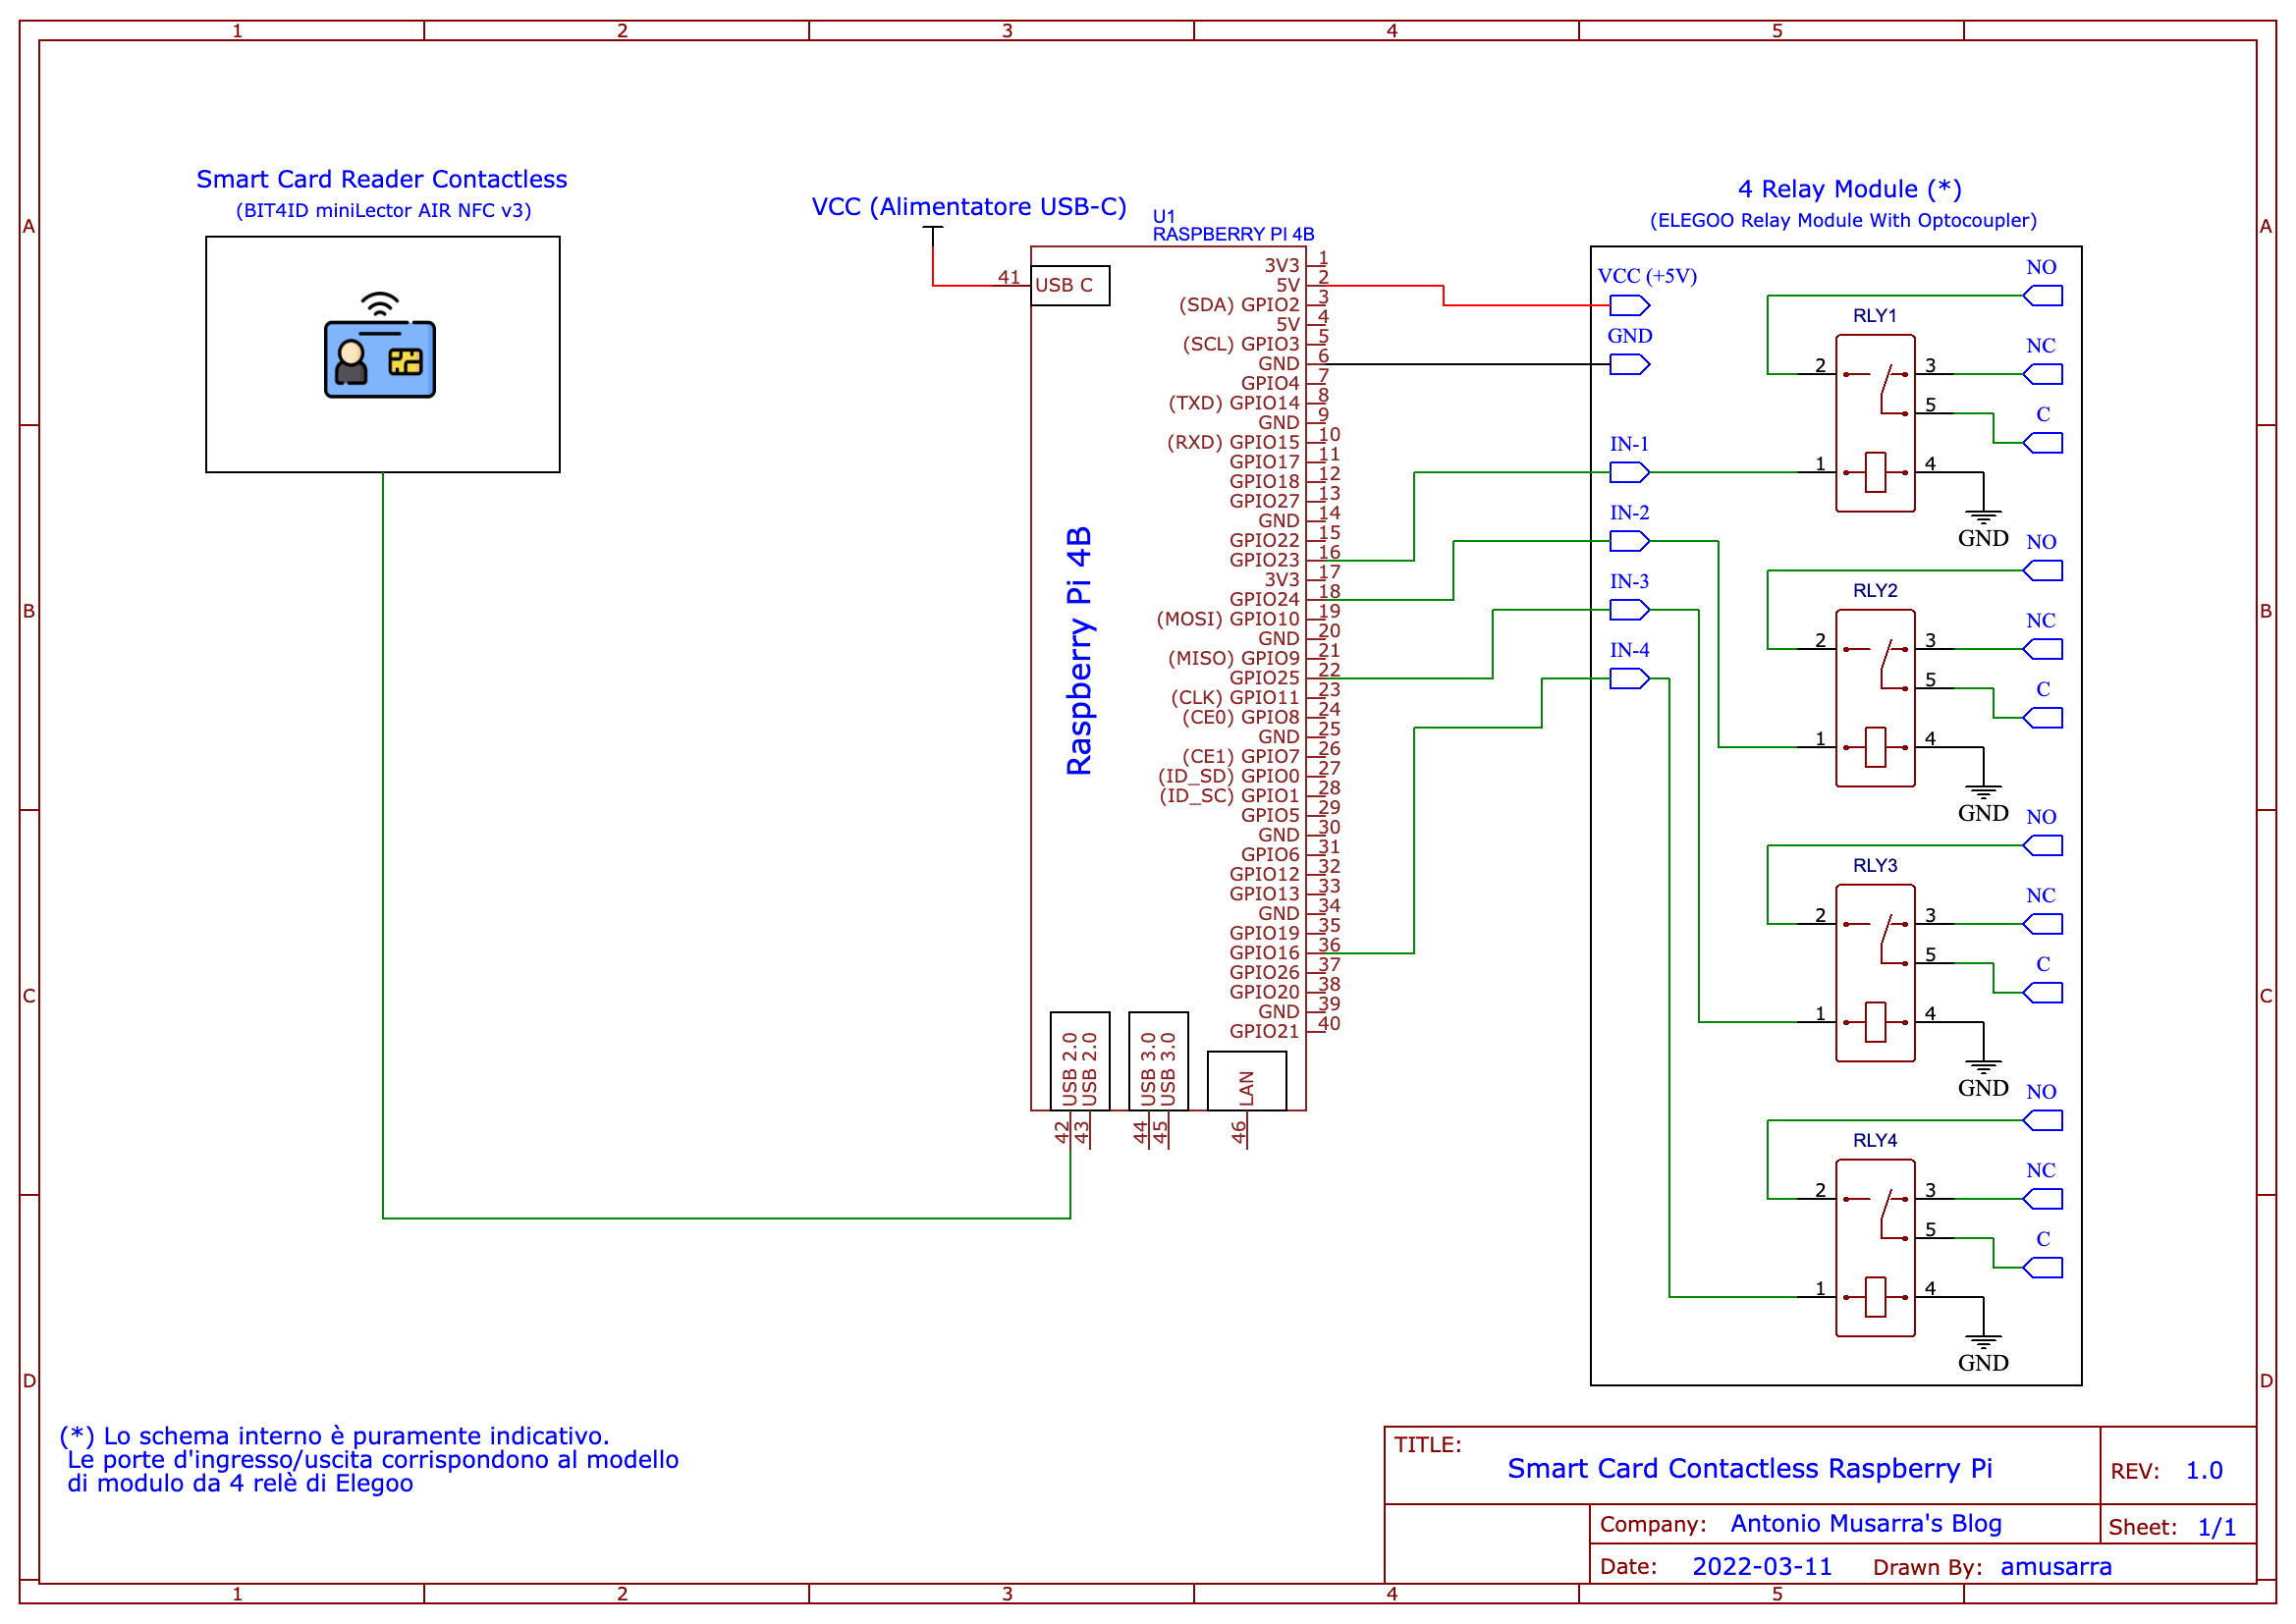 1 2 3 4 5
A
B
C
D
A
B
C
D
Smart Card Reader Contactless
(BIT4ID miniLector AIR NFC v3)
VCC (Alimentatore USB-C)
U1
RASPBERRY PI 4B
41 USB C
Raspberry Pi 4B
3V3 1
5V 2
(SDA) GPIO2 3
5V 4
(SCL) GPIO3 5
GND 6
GPIO4 7
(TXD) GPIO14 8
GND 9
(RXD) GPIO15 10
GPIO17 11
GPIO18 12
GPIO27 13
GND 14
GPIO22 15
GPIO23 16
3V3 17
GPIO24 18
(MOSI) GPIO10 19
GND 20
(MISO) GPIO9 21
GPIO25 22
(CLK) GPIO11 23
(CE0) GPIO8 24
GND 25
(CE1) GPIO7 26
(ID_SD) GPIO0 27
(ID_SC) GPIO1 28
GPIO5 29
GND 30
GPIO6 31
GPIO12 32
GPIO13 33
GND 34
GPIO19 35
GPIO16 36
GPIO26 37
GPIO20 38
GND 39
GPIO21 40
USB 2.0 42
USB 2.0 43
USB 3.0 44
USB 3.0 45
LAN 46
4 Relay Module (*)
(ELEGOO Relay Module With Optocoupler)
VCC (+5V)
GND
IN-1
IN-2
IN-3
IN-4
NO
RLY1
NC
2 3
5
C
1 4
GND
NO
RLY2
NC
2 3
5
C
1 4
GND
NO
RLY3
NC
2 3
5
C
1 4
GND
NO
RLY4
NC
2 3
5
C
1 4
GND
(*) Lo schema interno è puramente indicativo.
Le porte d'ingresso/uscita corrispondono al modello
di modulo da 4 relè di Elegoo
TITLE:
Smart Card Contactless Raspberry Pi
REV: 1.0
Company: Antonio Musarra's Blog
Sheet: 1/1
Date: 2022-03-11 Drawn By: amusarra
1 2 3 4 5